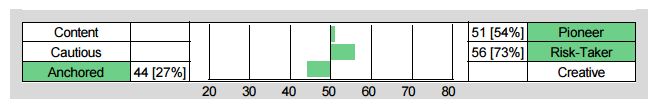 Content 51 [54%] Pioneer
Cautious 56 [73%] Risk-Taker
Anchored 44 [27%] Creative
20 30 40 50 60 70 80